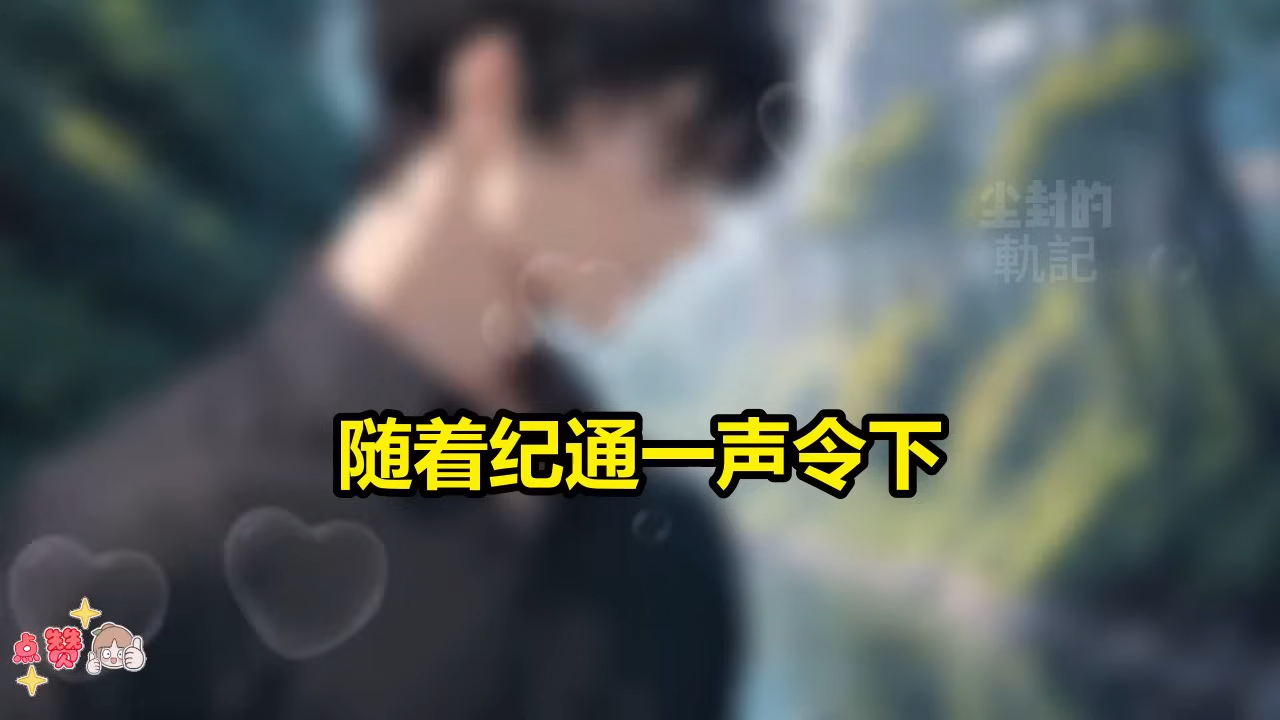 尘封的
軌記
随着纪通一声令下
点赞